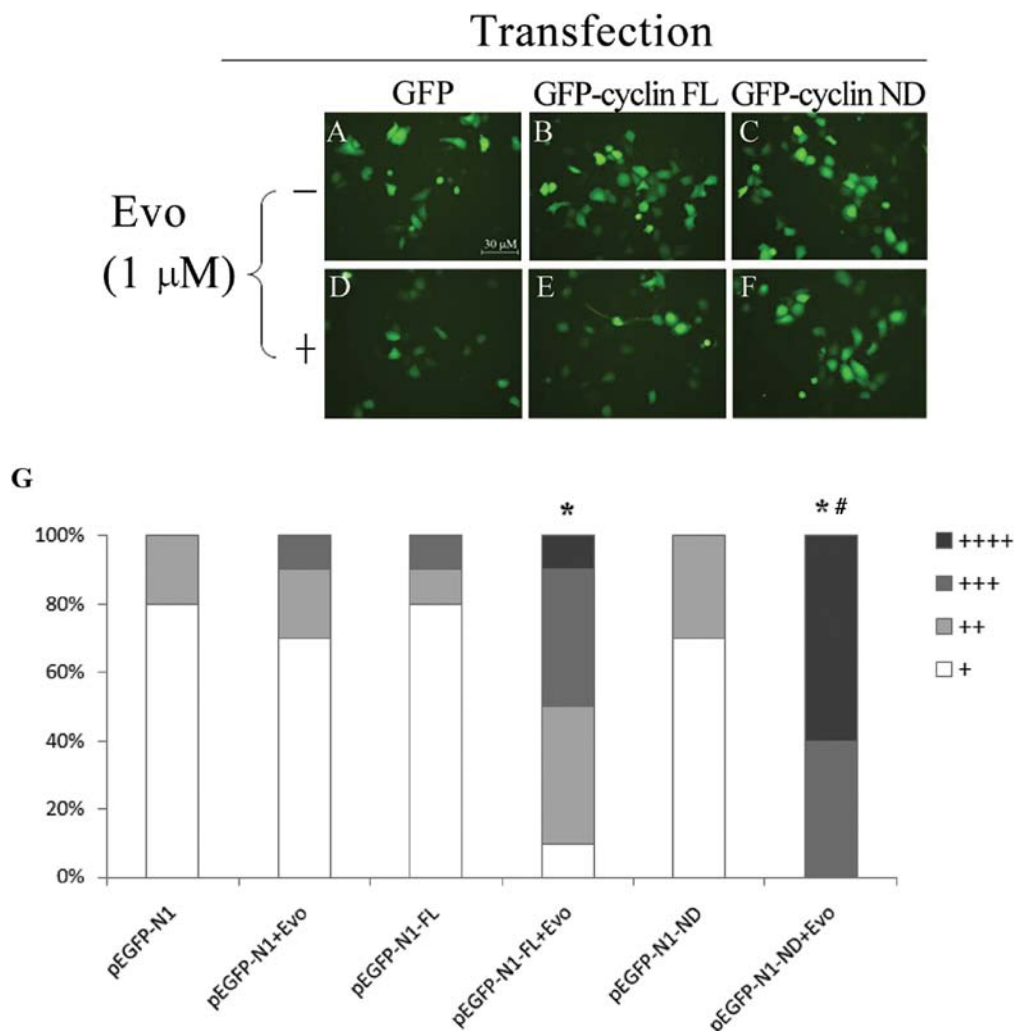 Transfection
GFP GFP-cyclin FL GFP-cyclin ND
A B C
Evo
(1 μM)
−
30 μM
D E F
+
G
* * #
100%
80%
60%
40%
20%
0%
++++
+++
++
+
pEGFP-N1
pEGFP-N1+Evo
pEGFP-N1-FL
pEGFP-N1-FL+Evo
pEGFP-N1-ND
pEGFP-N1-ND+Evo